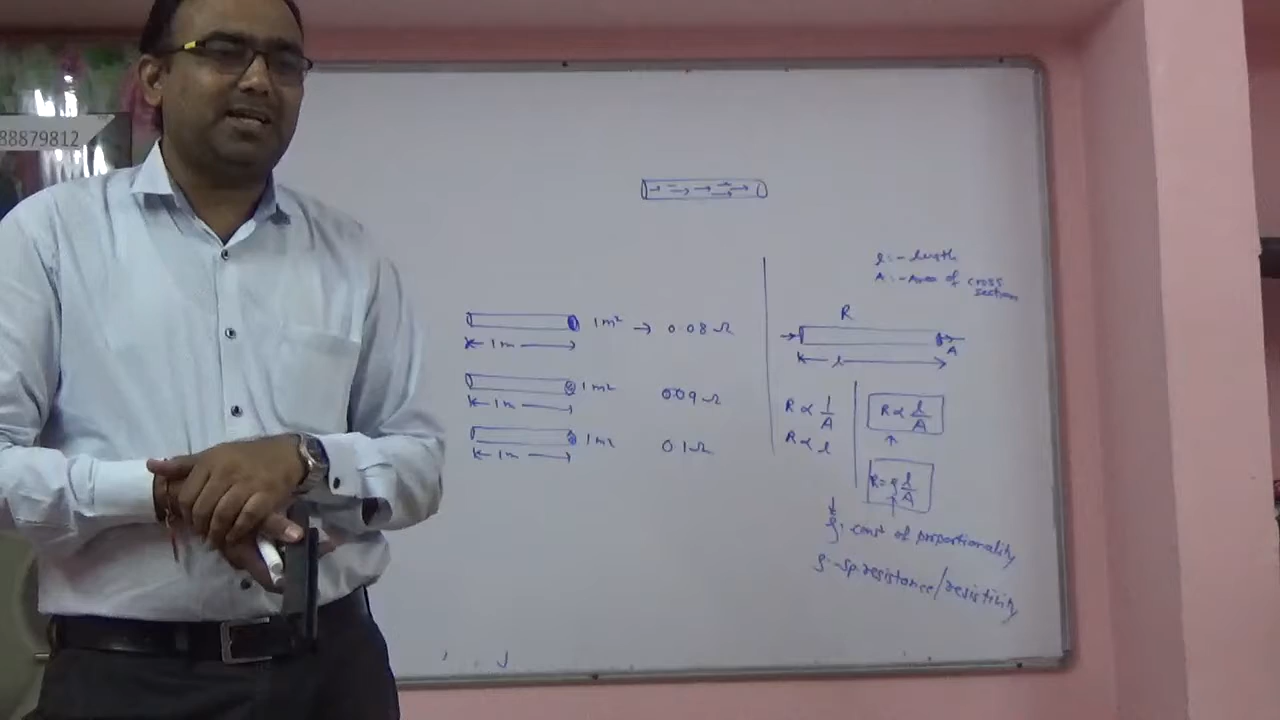 88879812
l :- length
A :- Area of cross
section
R
1m² → 0.08 Ω
1m
A
l
1m² 0.09 Ω
1m
R ∝ 1/A
R ∝ l/A
1m² 0.1 Ω
1m
R ∝ l
R = ρ l/A
ρ :- const of proportionality
ρ :- sp. resistance/resistivity